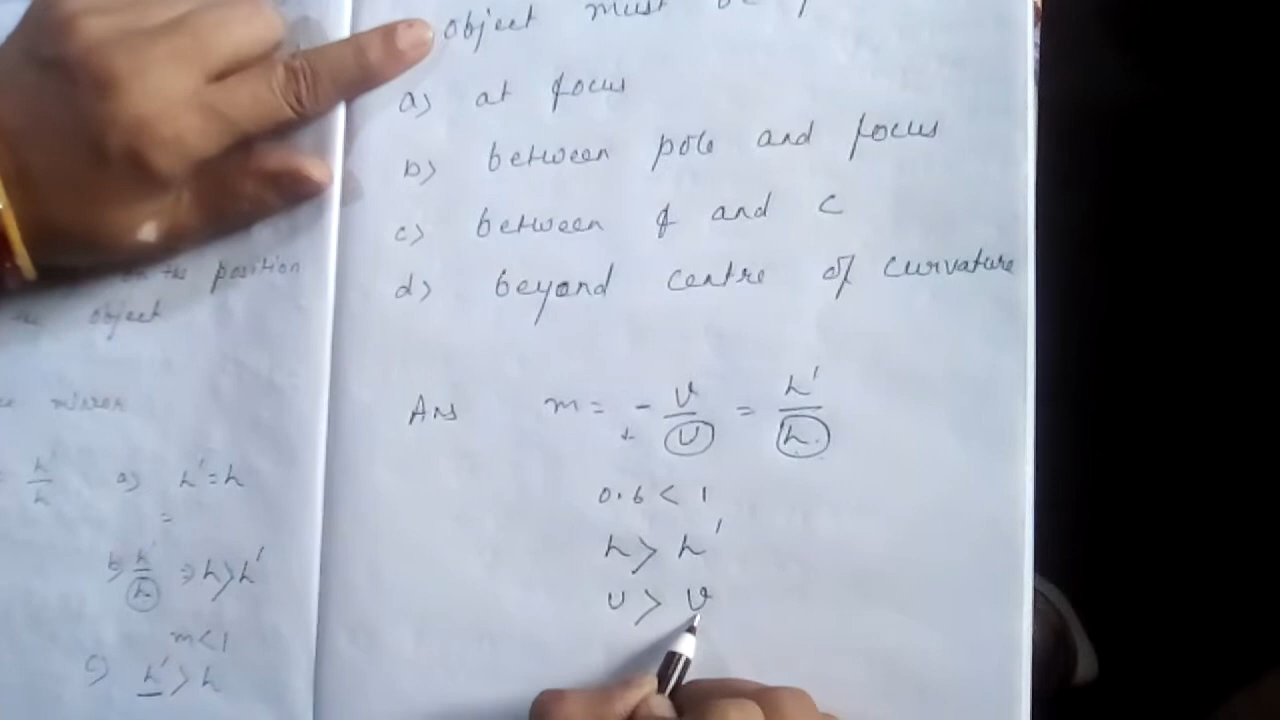 position
object
mirror
h'/h a) h' = h
=
b) h'/h ⇒ h > h'
m < 1
c) h' > h
object must be
a) at focus
b) between pole and focus
c) between f and c
d) beyond centre of curvature
Ans m = - v/u = h'/h
0.6 < 1
h > h'
u > v